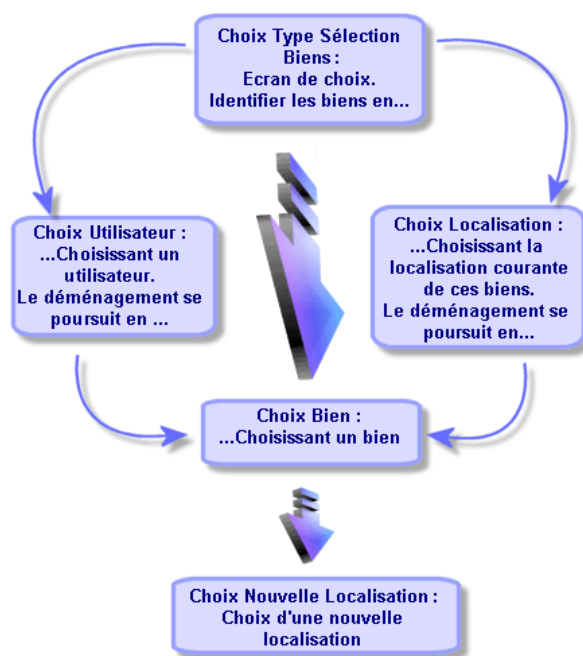 Choix Type Sélection
Biens :
Ecran de choix.
Identifier les biens en...
Choix Utilisateur :
...Choisissant un
utilisateur.
Le déménagement se
poursuit en ...
Choix Localisation :
...Choisissant la
localisation courante
de ces biens.
Le déménagement se
poursuit en...
Choix Bien :
...Choisissant un bien
Choix Nouvelle Localisation :
Choix d'une nouvelle
localisation